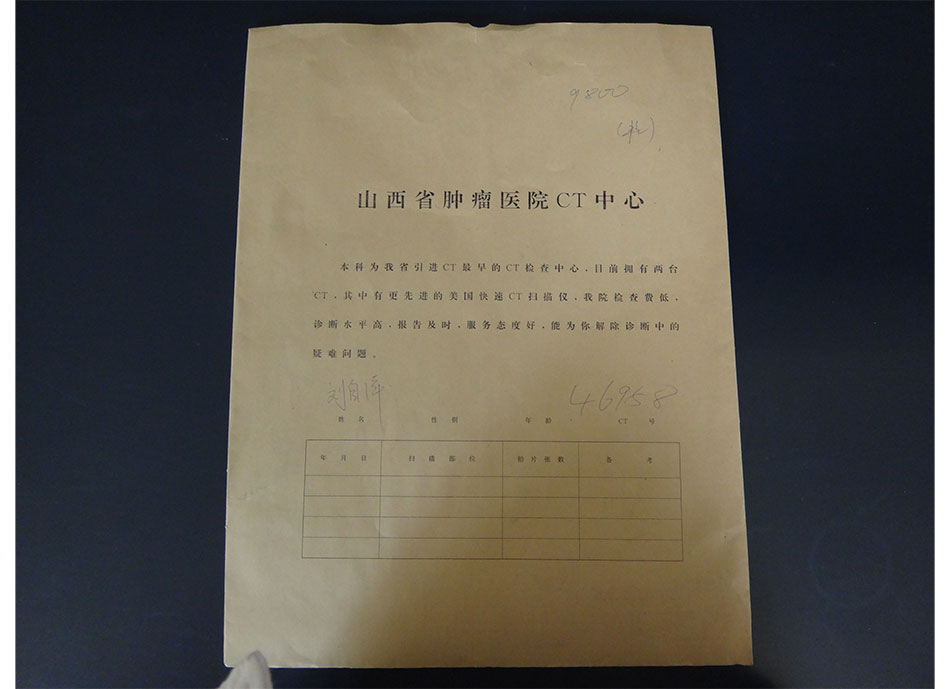 9800
山西省肿瘤医院CT中心
本科为我省引进CT最早的CT检查中心，目前拥有两台
CT，其中有更先进的美国快速CT扫描仪，我院检查费低，
诊断水平高，报告及时，服务态度好，能为你解除诊断中的
疑难问题。
刘自 46958
姓名 性别 年龄 CT号
年月日 扫描部位 胶片张数 备考